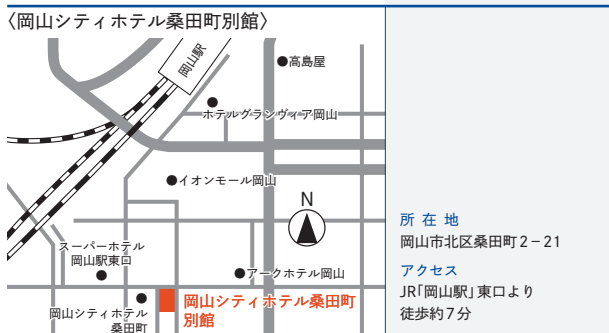 〈岡山シティホテル桑田町別館〉
岡山駅
高島屋
ホテルグランヴィア岡山
イオンモール岡山
N
スーパーホテル
岡山駅東口
アークホテル岡山
岡山シティホテル
桑田町
岡山シティホテル桑田町
別館
所在地
岡山市北区桑田町2－21
アクセス
JR「岡山駅」東口より
徒歩約7分